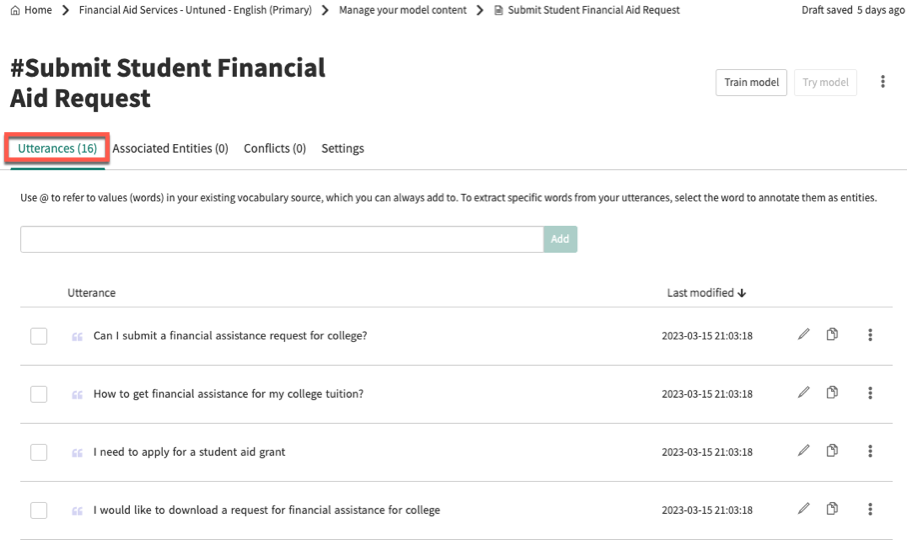 Home > Financial Aid Services - Untuned - English (Primary) > Manage your model content > Submit Student Financial Aid Request Draft saved 5 days ago
#Submit Student Financial
Aid Request
Train model Try model
Utterances (16) Associated Entities (0) Conflicts (0) Settings
Use @ to refer to values (words) in your existing vocabulary source, which you can always add to. To extract specific words from your utterances, select the word to annotate them as entities.
Add
Utterance Last modified ↓
Can I submit a financial assistance request for college? 2023-03-15 21:03:18
How to get financial assistance for my college tuition? 2023-03-15 21:03:18
I need to apply for a student aid grant 2023-03-15 21:03:18
I would like to download a request for financial assistance for college 2023-03-15 21:03:18